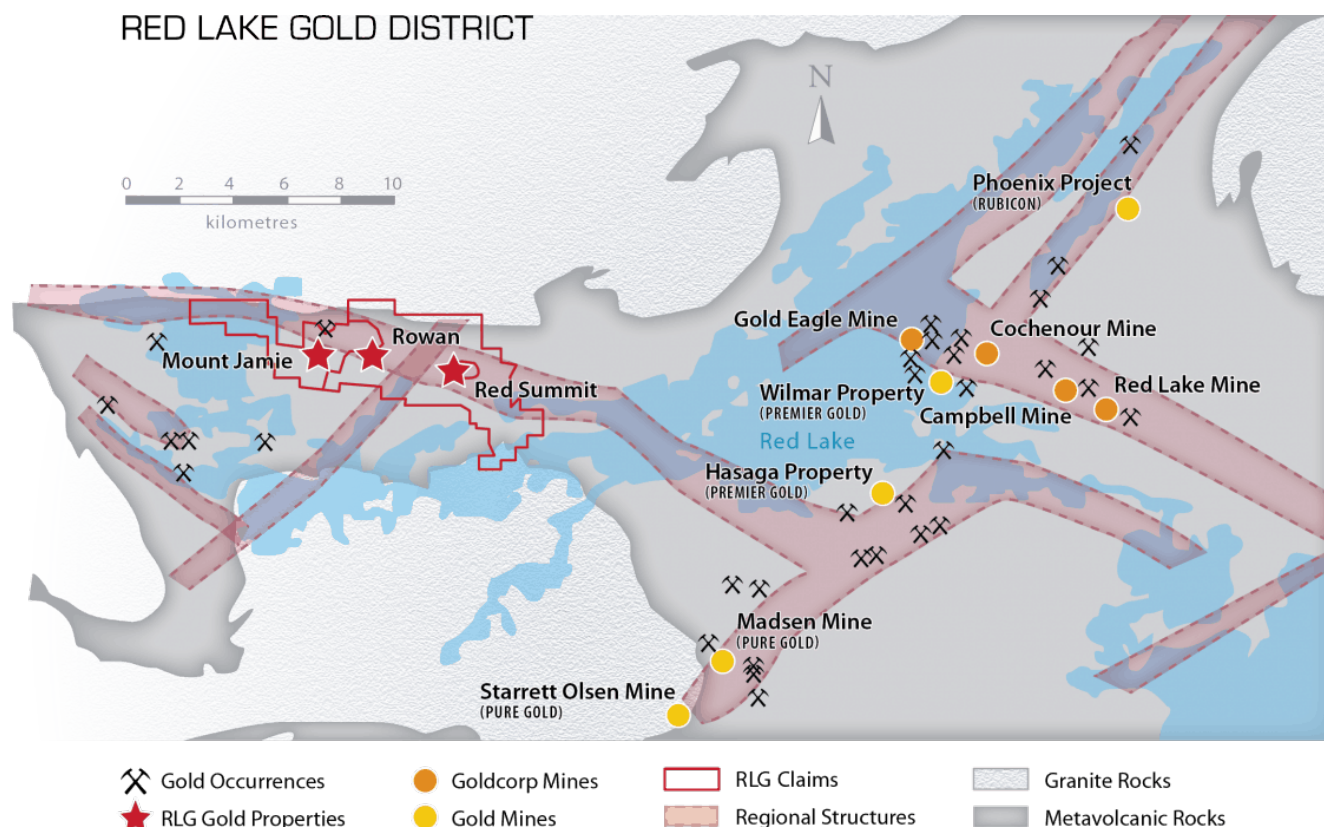 RED LAKE GOLD DISTRICT
N
0 2 4 6 8 10
kilometres
Phoenix Project
(RUBICON)
Gold Eagle Mine
Cochenour Mine
Rowan
Mount Jamie
Red Summit
Wilmar Property
(PREMIER GOLD)
Campbell Mine
Red Lake Mine
Red Lake
Hasaga Property
(PREMIER GOLD)
Madsen Mine
(PURE GOLD)
Starrett Olsen Mine
(PURE GOLD)
Gold Occurrences
Goldcorp Mines
RLG Claims
Granite Rocks
RLG Gold Properties
Gold Mines
Regional Structures
Metavolcanic Rocks